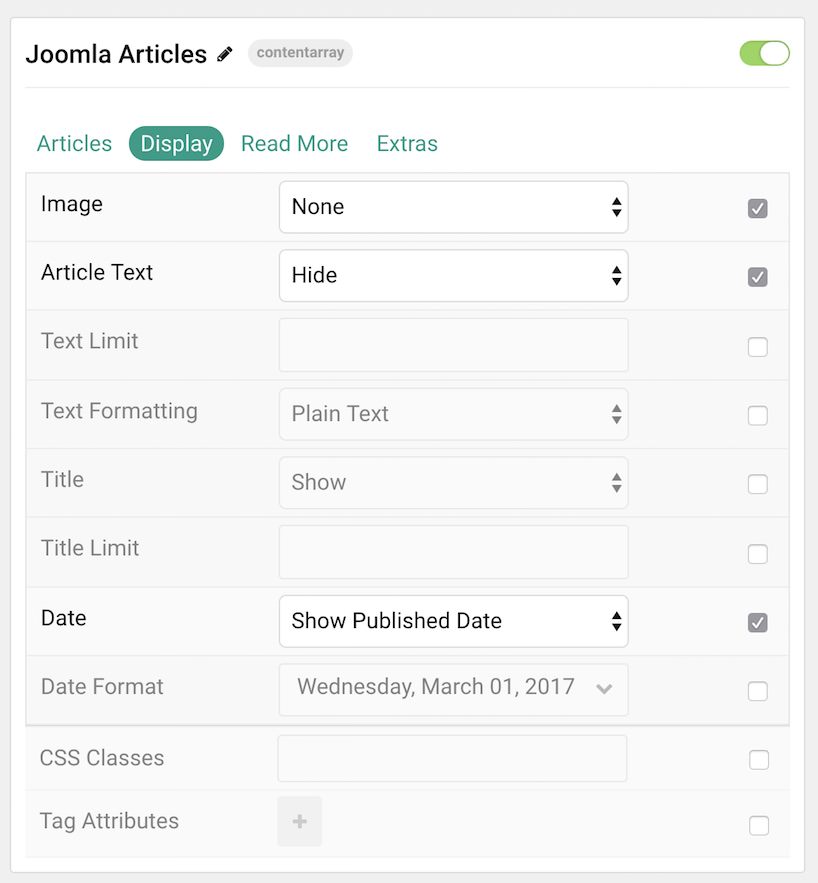 Joomla Articles contentarray
Articles Display Read More Extras
Image None
Article Text Hide
Text Limit
Text Formatting Plain Text
Title Show
Title Limit
Date Show Published Date
Date Format Wednesday, March 01, 2017
CSS Classes
Tag Attributes +